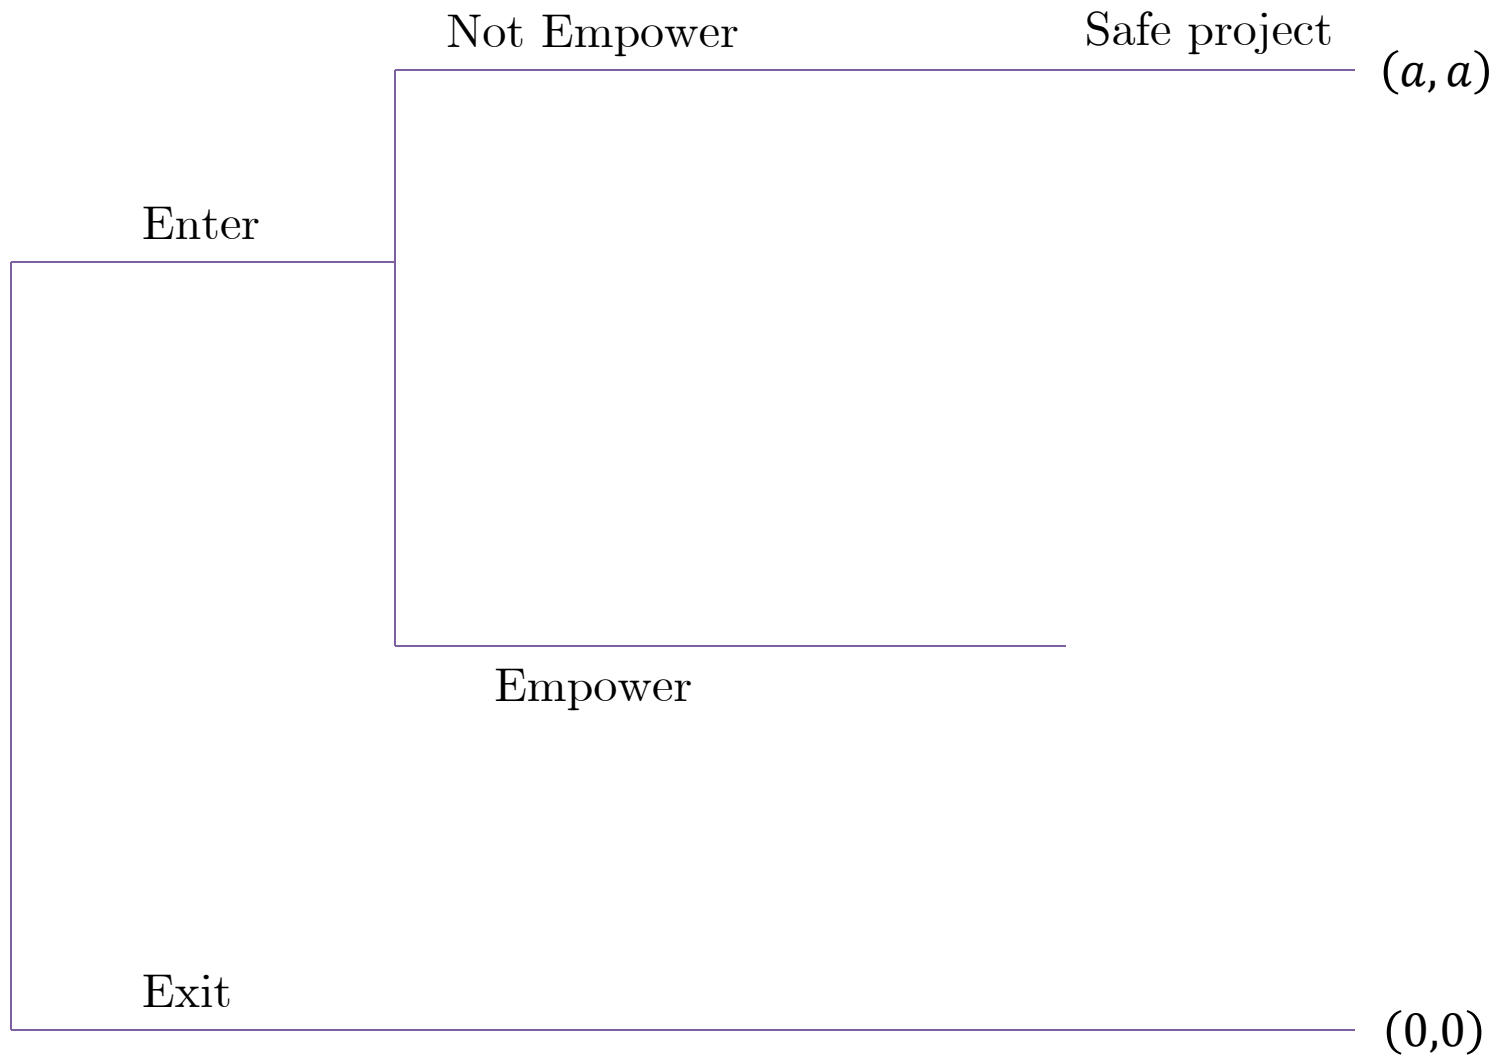 Not Empower
Safe project
(a, a)
Enter
Empower
Exit
(0,0)